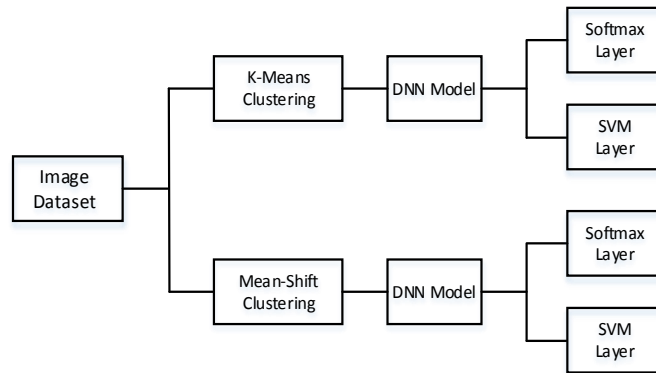 Softmax
Layer
K-Means
Clustering
DNN Model
SVM
Layer
Image
Dataset
Softmax
Layer
Mean-Shift
Clustering
DNN Model
SVM
Layer